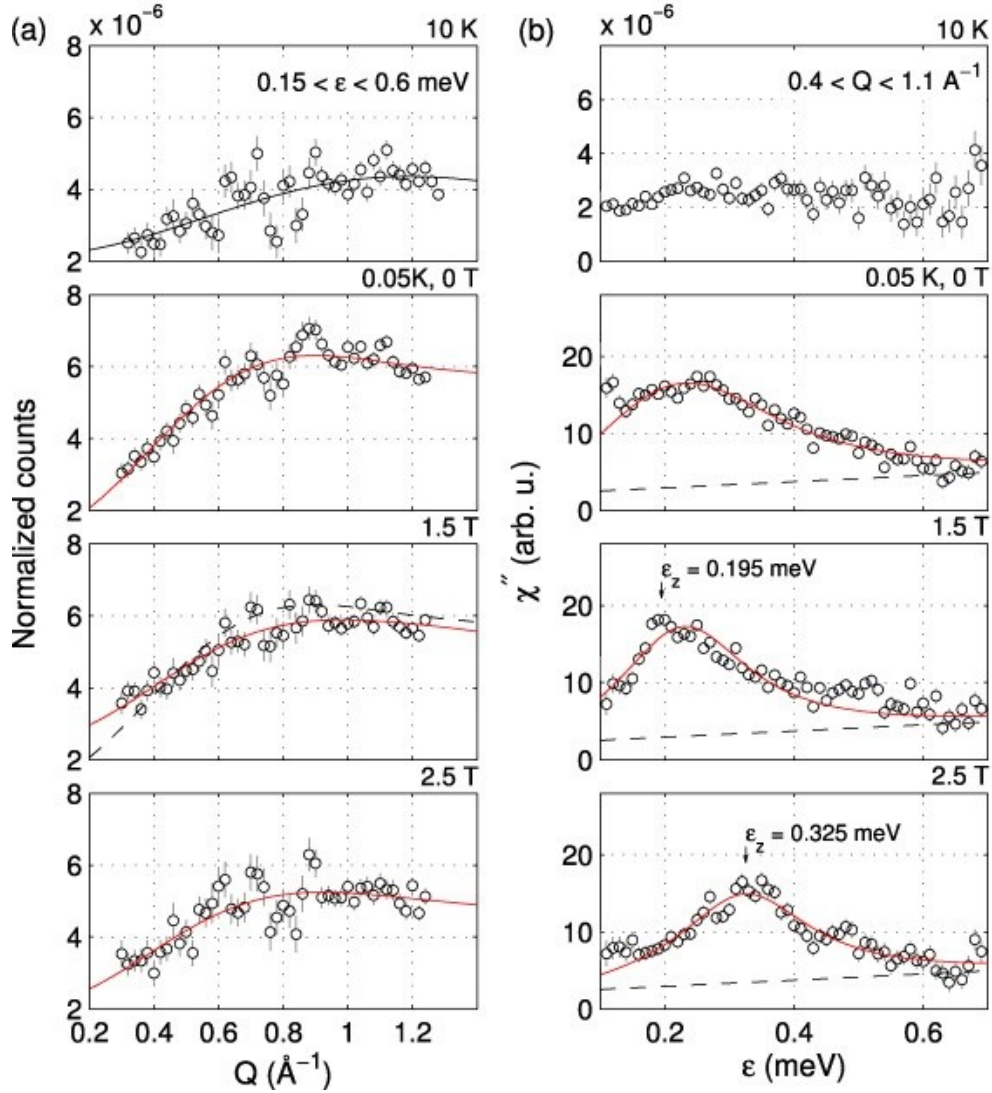 (a) x 10⁻⁶ 10 K
0.15 < ε < 0.6 meV
8
6
4
2
0.05K, 0 T
8
6
4
2
1.5 T
8
6
4
2
2.5 T
8
6
4
2
0.2 0.4 0.6 0.8 1 1.2
Q (Å⁻¹)
Normalized counts
(b) x 10⁻⁶ 10 K
0.4 < Q < 1.1 A⁻¹
6
4
2
0
0.05 K, 0 T
20
10
0
1.5 T
ε_z = 0.195 meV
20
10
0
2.5 T
ε_z = 0.325 meV
20
10
0
0.2 0.4 0.6
ε (meV)
χ″ (arb. u.)